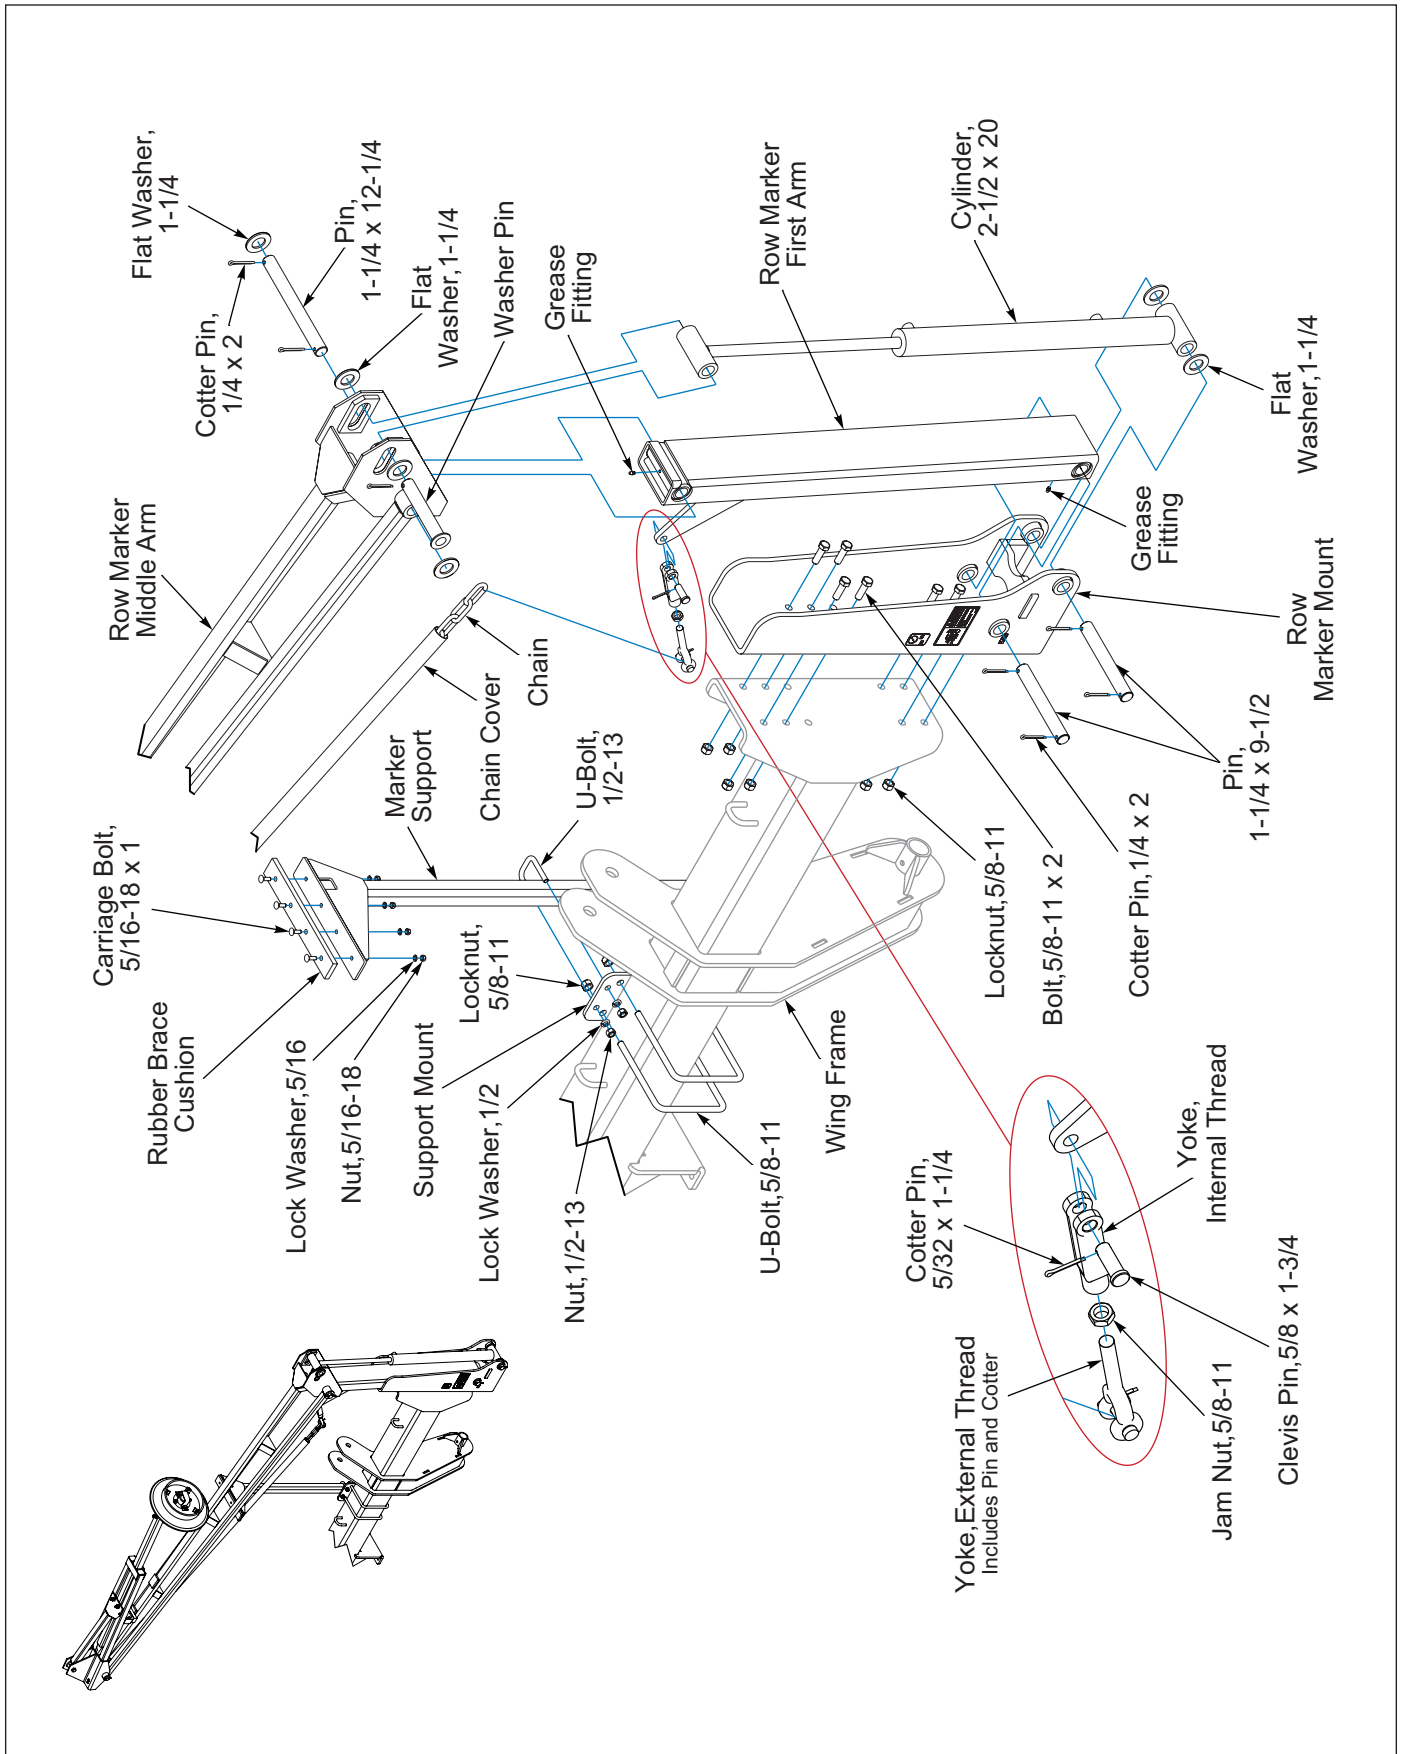 Flat Washer,
1-1/4
Cotter Pin,
1/4 x 2
Pin,
1-1/4 x 12-1/4
Flat
Washer,1-1/4
Washer Pin
Grease
Fitting
Row Marker
First Arm
Cylinder,
2-1/2 x 20
Row Marker
Middle Arm
Chain
Chain Cover
Marker
Support
U-Bolt,
1/2-13
Flat
Washer,1-1/4
Grease
Fitting
Row
Marker Mount
Pin,
1-1/4 x 9-1/2
Cotter Pin,1/4 x 2
Bolt,5/8-11 x 2
Locknut,5/8-11
Carriage Bolt,
5/16-18 x 1
Rubber Brace
Cushion
Lock Washer,5/16
Nut,5/16-18
Support Mount
Locknut,
5/8-11
Lock Washer,1/2
Nut,1/2-13
U-Bolt,5/8-11
Wing Frame
Cotter Pin,
5/32 x 1-1/4
Yoke,
Internal Thread
Yoke,External Thread
Includes Pin and Cotter
Jam Nut,5/8-11
Clevis Pin,5/8 x 1-3/4